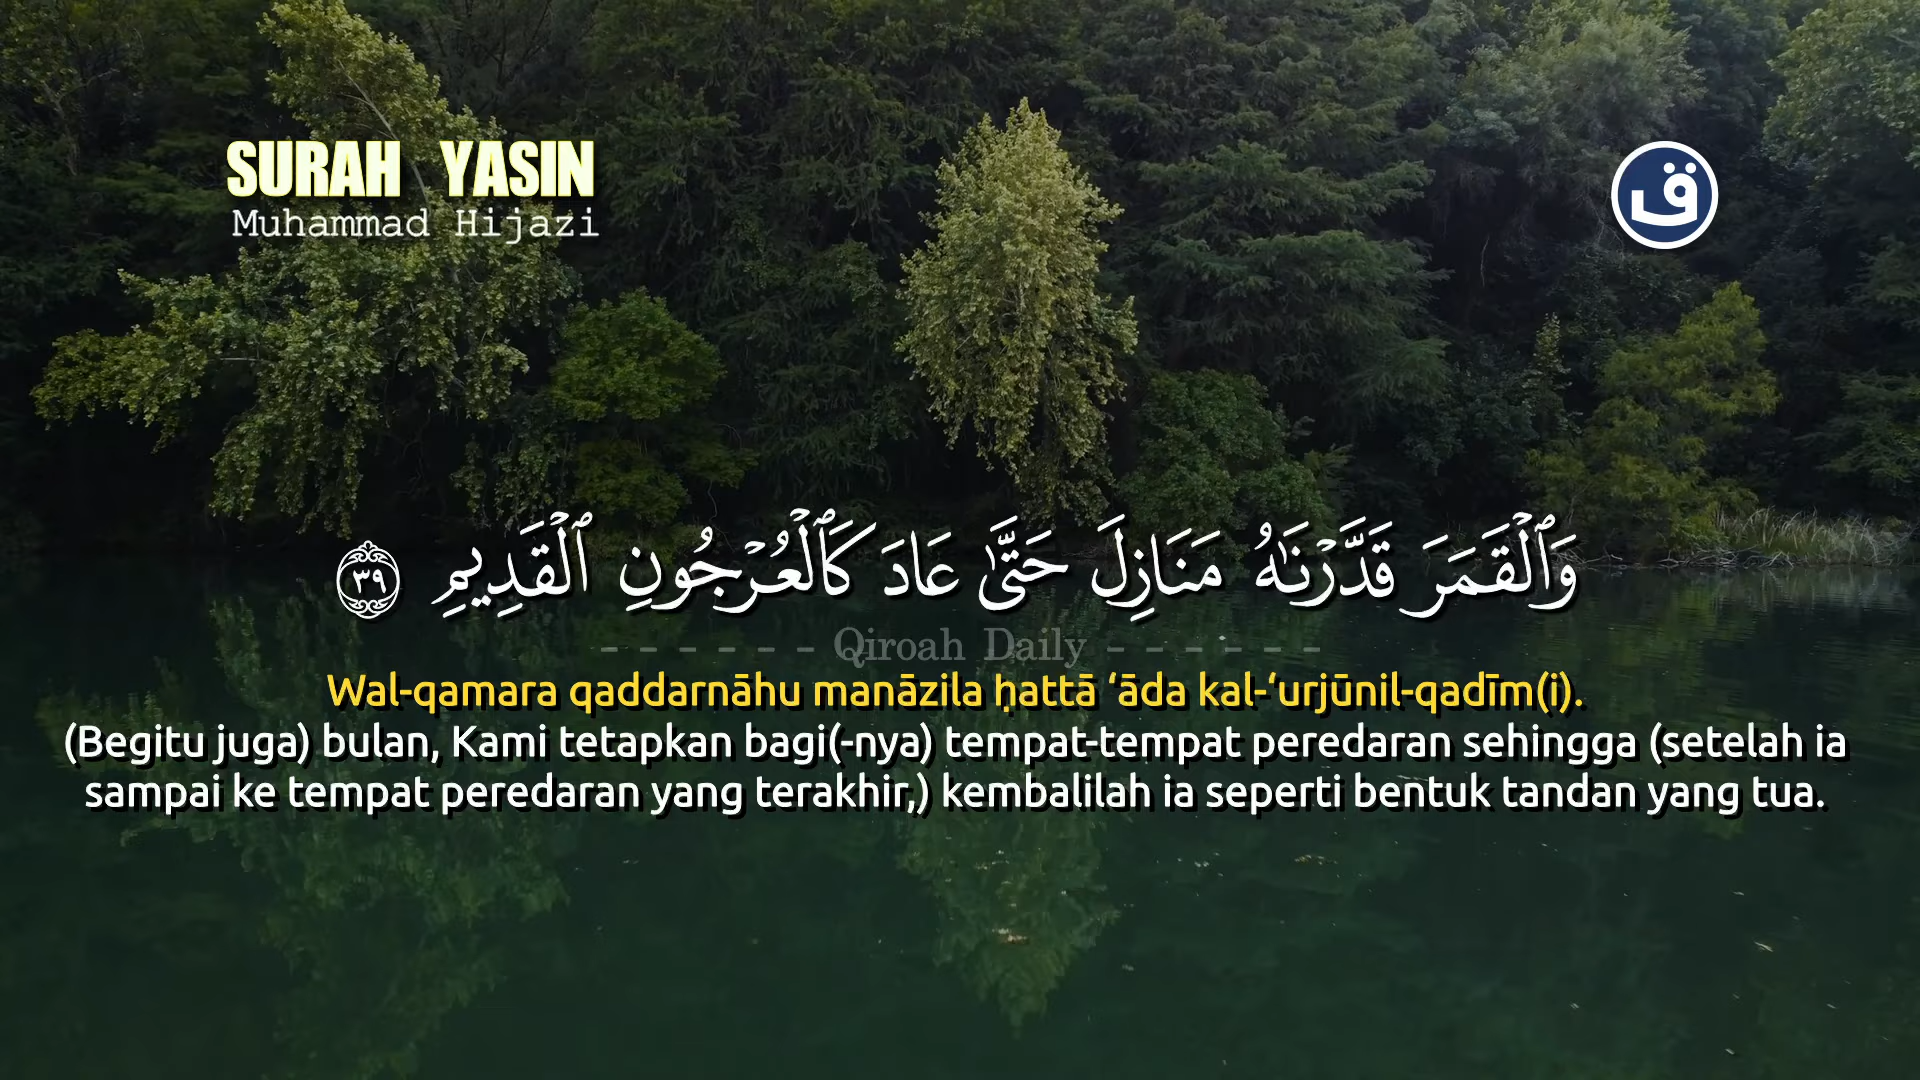 SURAH YASIN
Muhammad Hijazi
ق
وَٱلْقَمَرَ قَدَّرْنَـٰهُ مَنَازِلَ حَتَّىٰ عَادَ كَٱلْعُرْجُونِ ٱلْقَدِيمِ ٣٩
- - - - - - Qiroah Daily - - - - - -
Wal-qamara qaddarnāhu manāzila ḥattā ‘āda kal-‘urjūnil-qadīm(i).
(Begitu juga) bulan, Kami tetapkan bagi(-nya) tempat-tempat peredaran sehingga (setelah ia
sampai ke tempat peredaran yang terakhir,) kembalilah ia seperti bentuk tandan yang tua.